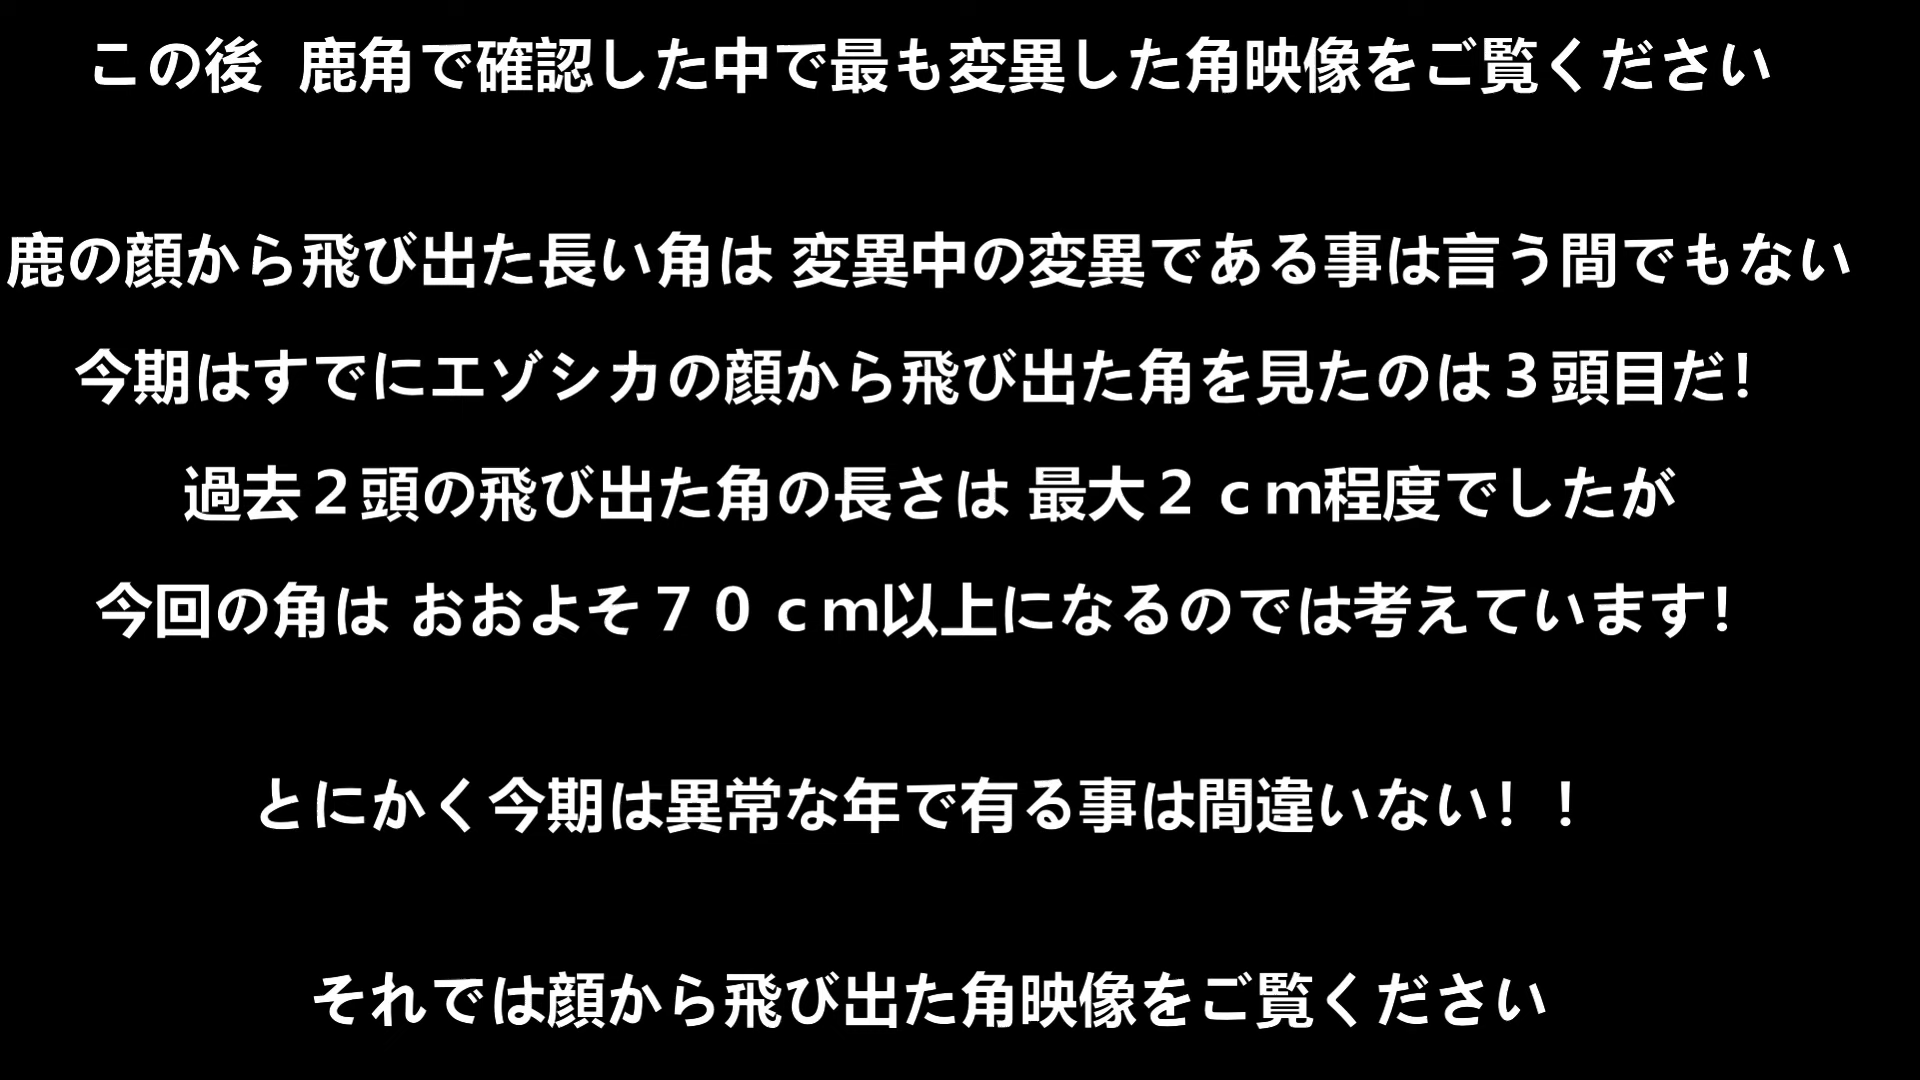 この後 鹿角で確認した中で最も変異した角映像をご覧ください
鹿の顔から飛び出た長い角は 変異中の変異である事は言う間でもない
今期はすでにエゾシカの顔から飛び出た角を見たのは３頭目だ！
過去２頭の飛び出た角の長さは 最大２ｃｍ程度でしたが
今回の角は おおよそ７０ｃｍ以上になるのでは考えています！
とにかく今期は異常な年で有る事は間違いない！！
それでは顔から飛び出た角映像をご覧ください